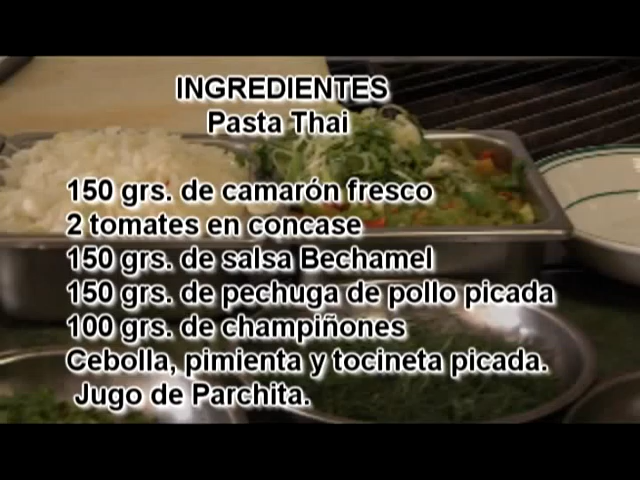 INGREDIENTES
Pasta Thai
150 grs. de camarón fresco
2 tomates en concase
150 grs. de salsa Bechamel
150 grs. de pechuga de pollo picada
100 grs. de champiñones
Cebolla, pimienta y tocineta picada.
Jugo de Parchita.